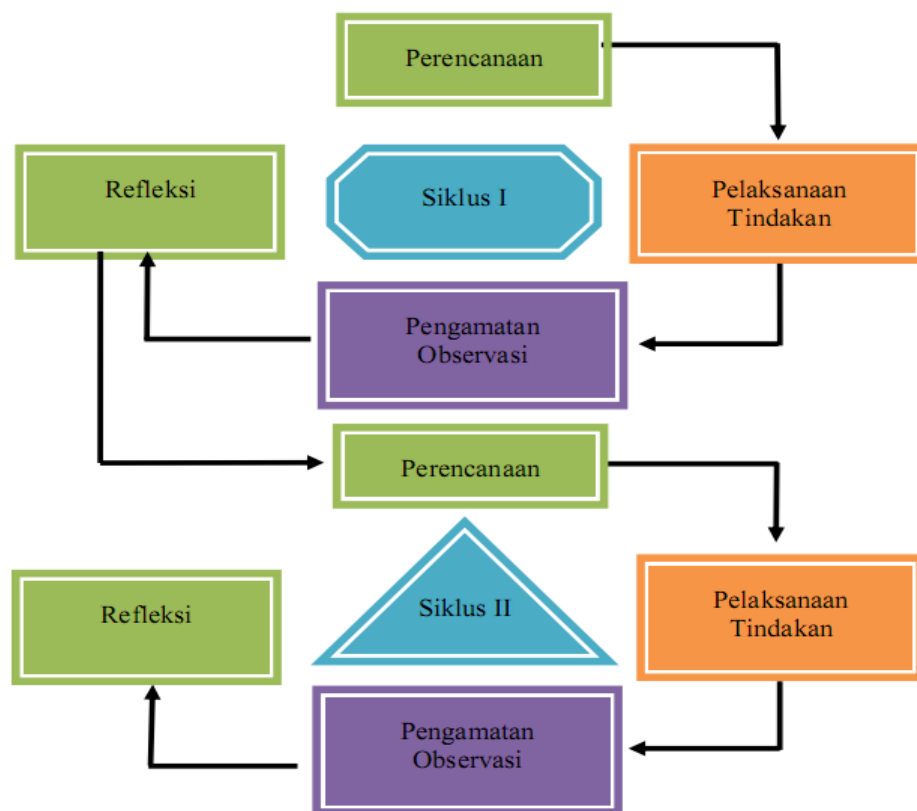 Perencanaan
Refleksi
Siklus I
Pelaksanaan
Tindakan
Pengamatan
Observasi
Perencanaan
Refleksi
Siklus II
Pelaksanaan
Tindakan
Pengamatan
Observasi